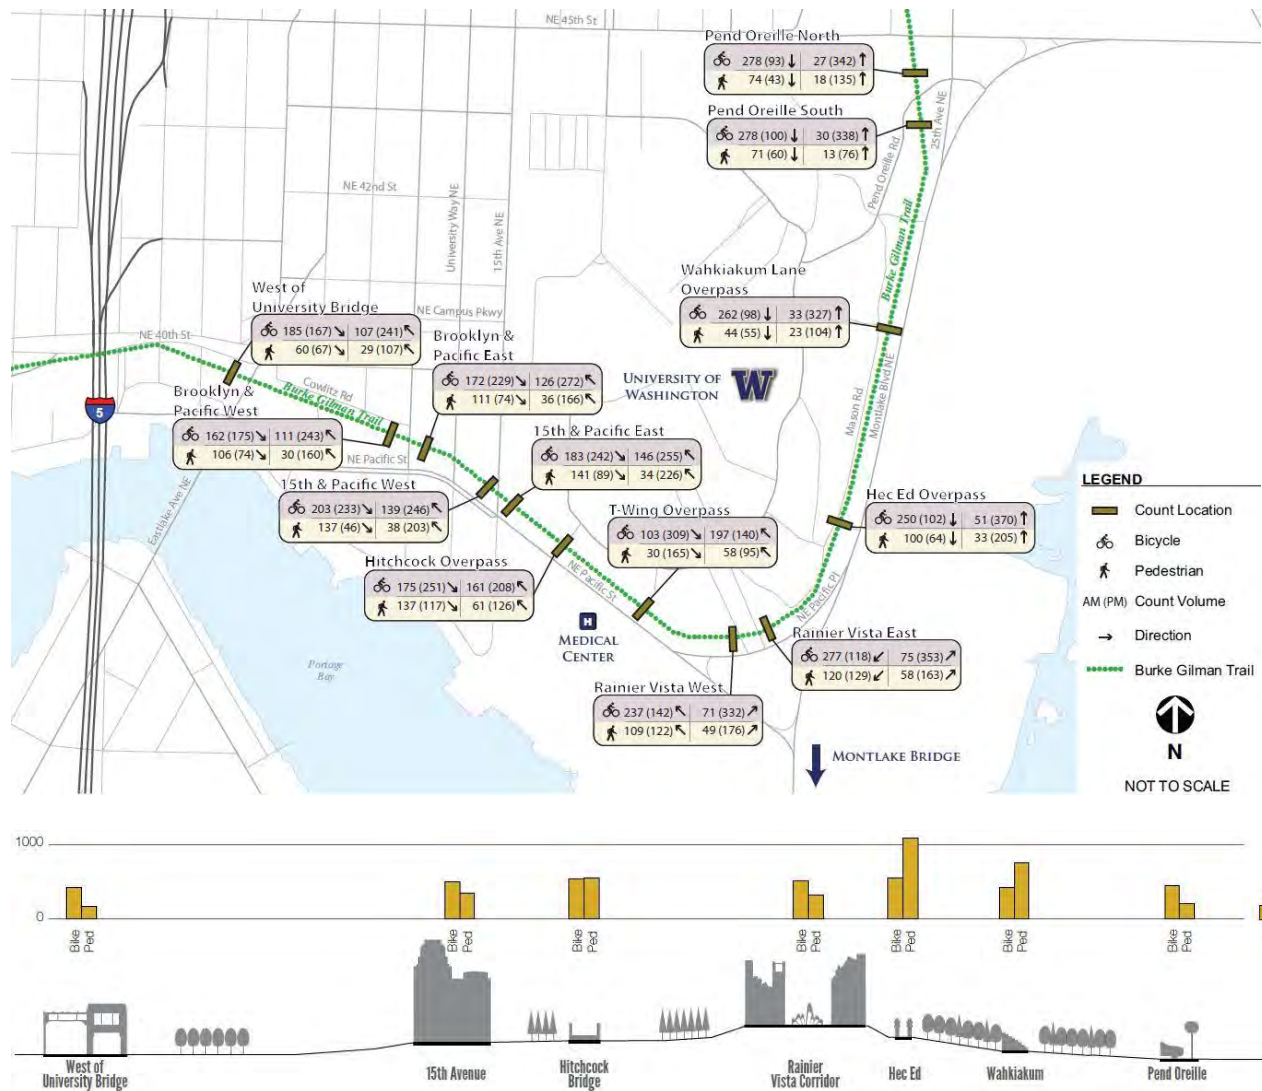 NE 45th St
Pend Oreille North
278 (93) ↓ 27 (342) ↑
74 (43) ↓ 18 (135) ↑
Pend Oreille South
278 (100) ↓ 30 (338) ↑
71 (60) ↓ 13 (76) ↑
25th Ave NE
Pend Oreille Rd
NE 42nd St
University Way NE
15th Ave NE
Burke Gilman Trail
Wahkiakum Lane
Overpass
262 (98) ↓ 33 (327) ↑
44 (55) ↓ 23 (104) ↑
West of
University Bridge
185 (167) ↘ 107 (241) ↖
60 (67) ↘ 29 (107) ↖
NE Campus Pkwy
NE 40th St
Brooklyn &
Pacific East
172 (229) ↘ 126 (272) ↖
111 (74) ↘ 36 (166) ↖
UNIVERSITY OF
WASHINGTON
W
Cowlitz Rd
Burke Gilman Trail
5
Brooklyn &
Pacific West
162 (175) ↘ 111 (243) ↖
106 (74) ↘ 30 (160) ↖
NE Pacific St
Mason Rd
Montlake Blvd NE
15th & Pacific East
183 (242) ↘ 146 (255) ↖
141 (89) ↘ 34 (226) ↖
15th & Pacific West
203 (233) ↘ 139 (246) ↖
137 (46) ↘ 38 (203) ↖
Eastlake Ave NE
Hec Ed Overpass
250 (102) ↓ 51 (370) ↑
100 (64) ↓ 33 (205) ↑
T-Wing Overpass
103 (309) ↘ 197 (140) ↖
30 (165) ↘ 58 (95) ↖
Hitchcock Overpass
175 (251) ↘ 161 (208) ↖
137 (117) ↘ 61 (126) ↖
NE Pacific St
NE Pacific Pl
H
MEDICAL
CENTER
Portage
Bay
Rainier Vista East
277 (118) ↙ 75 (353) ↗
120 (129) ↙ 58 (163) ↗
Rainier Vista West
237 (142) ↖ 71 (332) ↗
109 (122) ↖ 49 (176) ↗
MONTLAKE BRIDGE
LEGEND
Count Location
Bicycle
Pedestrian
AM (PM) Count Volume
→ Direction
Burke Gilman Trail
N
NOT TO SCALE
1000
0
Bike Ped
Bike Ped
Bike Ped
Bike Ped
Bike Ped
Bike Ped
Bike Ped
West of
University Bridge
15th Avenue
Hitchcock
Bridge
Rainier
Vista Corridor
Hec Ed
Wahkiakum
Pend Oreille